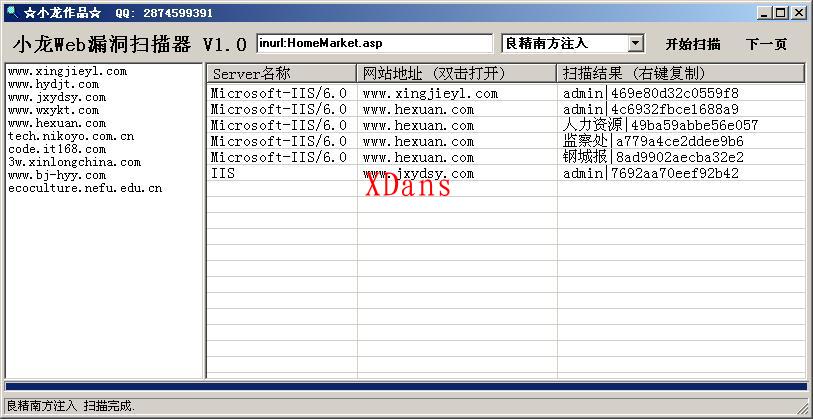 ☆小龙作品☆ QQ: 2874599391
小龙Web漏洞扫描器 V1.0
inurl:HomeMarket.asp
良精南方注入
开始扫描
下一页
www.xingjieyl.com
www.hydjt.com
www.jxydsy.com
www.wxykt.com
www.hexuan.com
tech.nikoyo.com.cn
code.it168.com
3w.xinlongchina.com
www.bj-hyy.com
ecoculture.nefu.edu.cn
Server名称 网站地址 (双击打开) 扫描结果 (右键复制)
Microsoft-IIS/6.0 www.xingjieyl.com admin|469e80d32c0559f8
Microsoft-IIS/6.0 www.hexuan.com admin|4c6932fbce1688a9
Microsoft-IIS/6.0 www.hexuan.com 人力资源|49ba59abbe56e057
Microsoft-IIS/6.0 www.hexuan.com 监察处|a779a4ce2ddee9b6
Microsoft-IIS/6.0 www.hexuan.com 钢城报|8ad9902aecba32e2
IIS www.jxydsy.com admin|7692aa70eef92b42
XDans
良精南方注入 扫描完成.